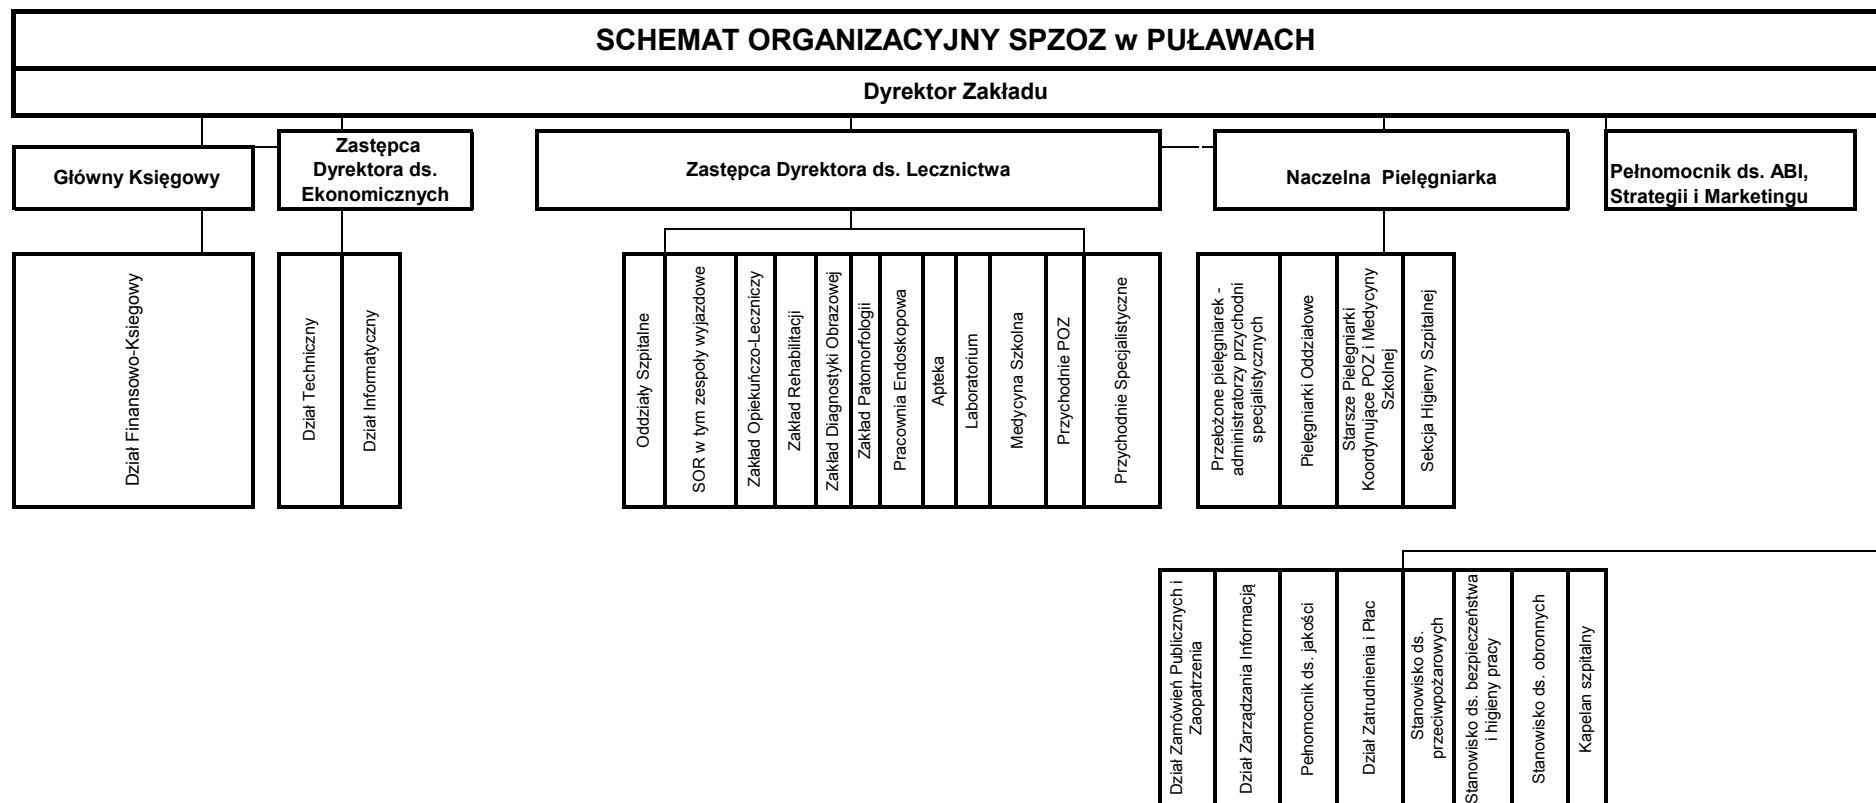 SCHEMAT ORGANIZACYJNY SPZOZ w PUŁAWACH
Dyrektor Zakładu
Główny Księgowy
Zastępca
Dyrektora ds.
Ekonomicznych
Zastępca Dyrektora ds. Lecznictwa
Naczelna Pielęgniarka
Pełnomocnik ds. ABI,
Strategii i Marketingu
Dział Finansowo-Ksiegowy
Dział Techniczny
Dział Informatyczny
Oddziały Szpitalne
SOR w tym zespoły wyjazdowe
Zakład Opiekuńczo-Leczniczy
Zakład Rehabilitacji
Zakład Diagnostyki Obrazowej
Zakład Patomorfologii
Pracownia Endoskopowa
Apteka
Laboratorium
Medycyna Szkolna
Przychodnie POZ
Przychodnie Specjalistyczne
Przełożone pielęgniarek -
administratorzy przychodni
specjalistycznych
Pielęgniarki Oddziałowe
Starsze Pielegniarki
Koordynujące POZ i Medycyny
Szkolnej
Sekcja Higieny Szpitalnej
Dział Zamówień Publicznych i
Zaopatrzenia
Dział Zarządzania Informacją
Pełnomocnik ds. jakości
Dział Zatrudnienia i Płac
Stanowisko ds.
przeciwpożarowych
Stanowisko ds. bezpieczeństwa
i higieny pracy
Stanowisko ds. obronnych
Kapelan szpitalny